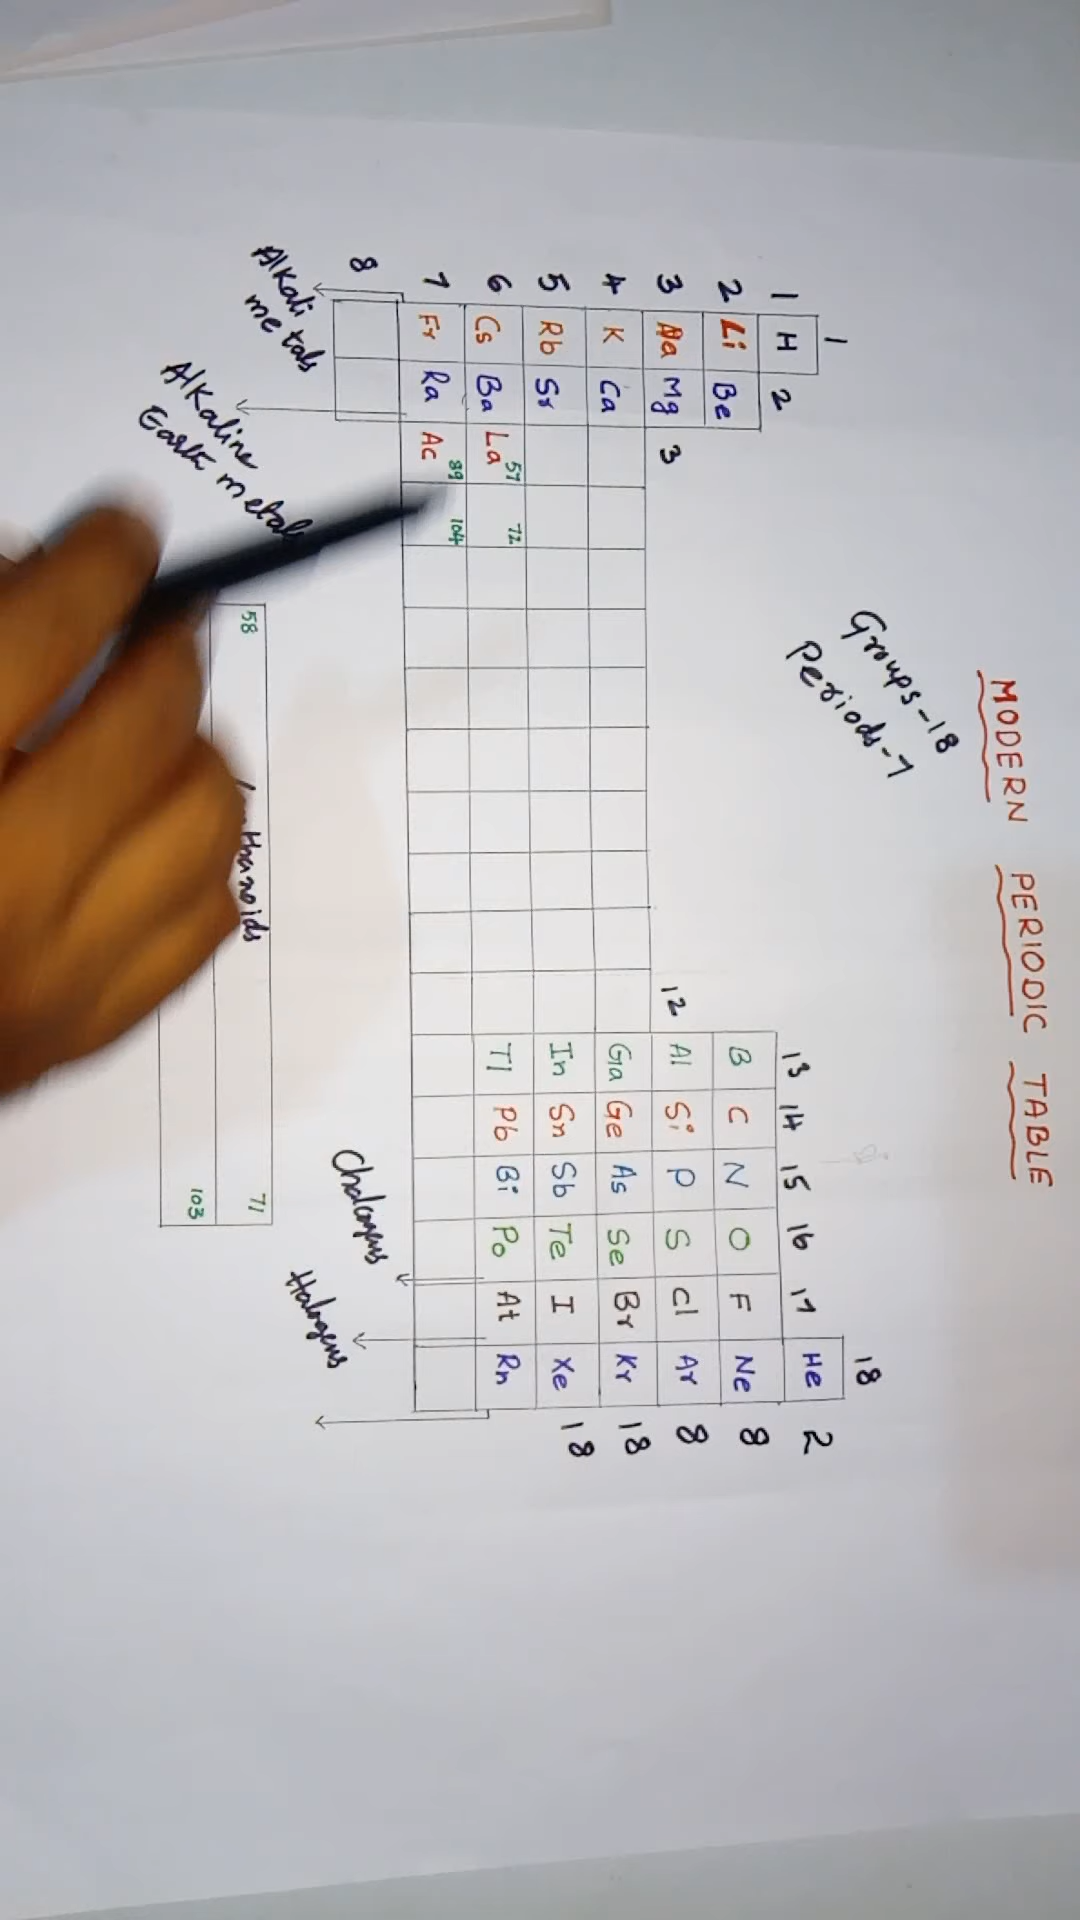 MODERN PERIODIC TABLE
Groups-18
Periods-7
1 18
1 H 2 13 14 15 16 17 He 2
2 Li Be B C N O F Ne 8
3 Na Mg 3 12 Al Si P S Cl Ar 8
4 K Ca Ga Ge As Se Br Kr 18
5 Rb Sr In Sn Sb Te I Xe 18
6 Cs Ba La 57 72 Tl Pb Bi Po At Rn
7 Fr Ra Ac 89 104
8
Alkali
metals
Alkaline
Earth metals
Chalcogens
Halogens
58 71
103